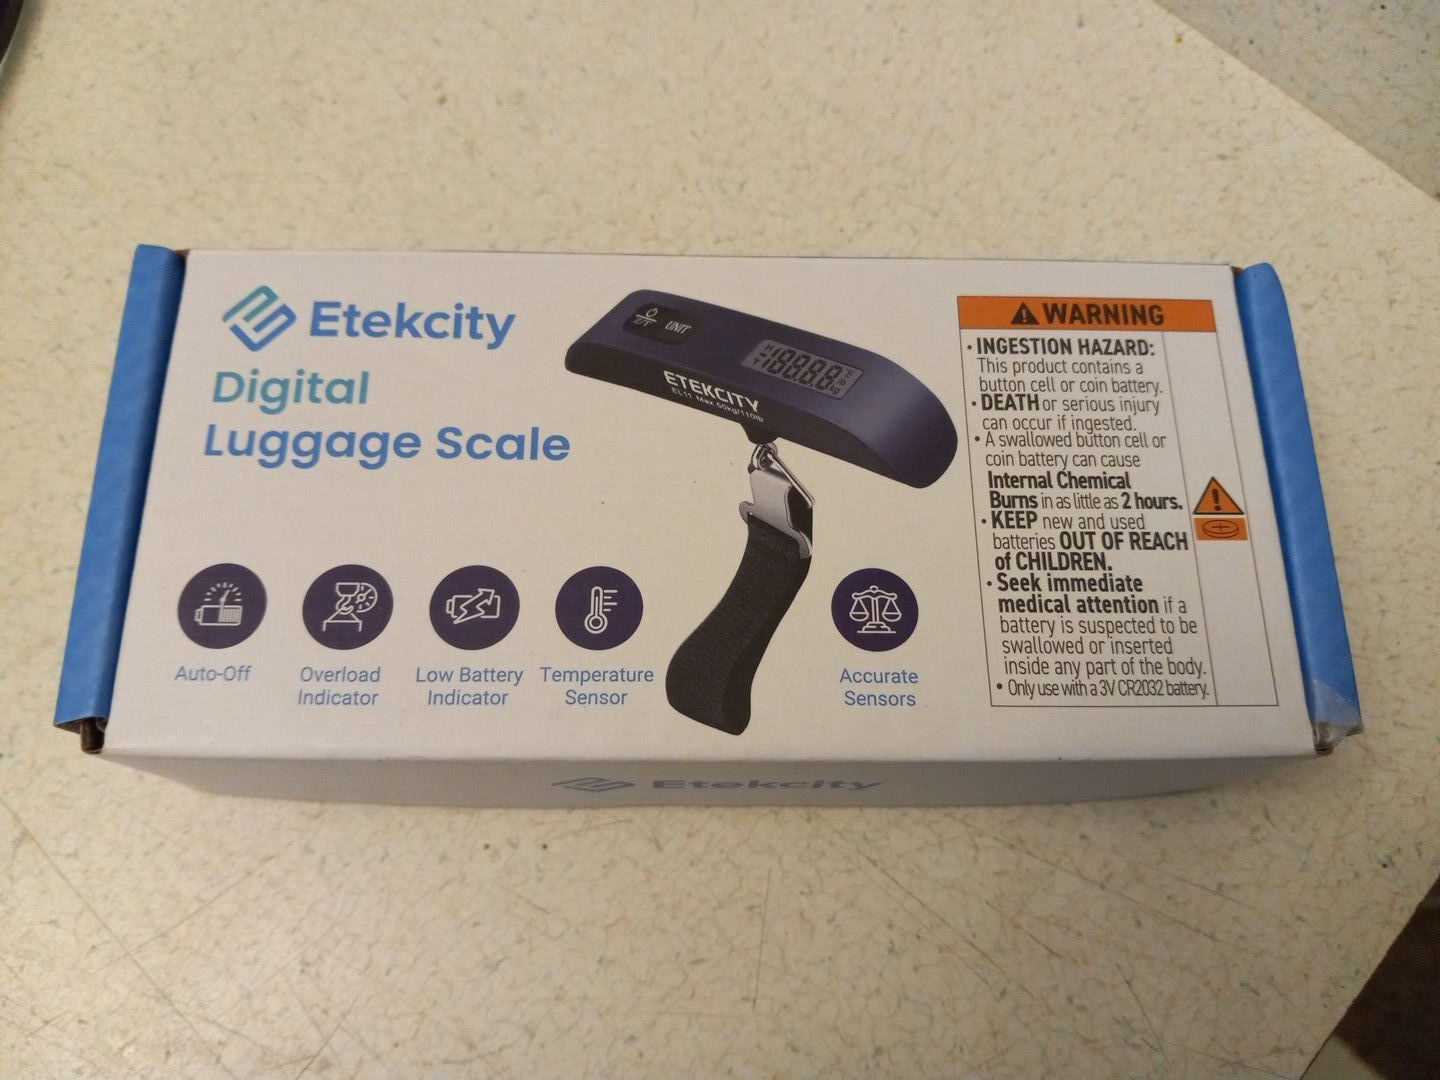 Etekcity
Digital
Luggage Scale
UNIT
ETEKCITY
EL11 Max 50kg/110lb
Auto-Off
Overload
Indicator
Low Battery
Indicator
Temperature
Sensor
Accurate
Sensors
WARNING
• INGESTION HAZARD:
This product contains a
button cell or coin battery.
• DEATH or serious injury
can occur if ingested.
• A swallowed button cell or
coin battery can cause
Internal Chemical
Burns in as little as 2 hours.
• KEEP new and used
batteries OUT OF REACH
of CHILDREN.
• Seek immediate
medical attention if a
battery is suspected to be
swallowed or inserted
inside any part of the body.
• Only use with a 3V CR2032 battery.
Etekcity